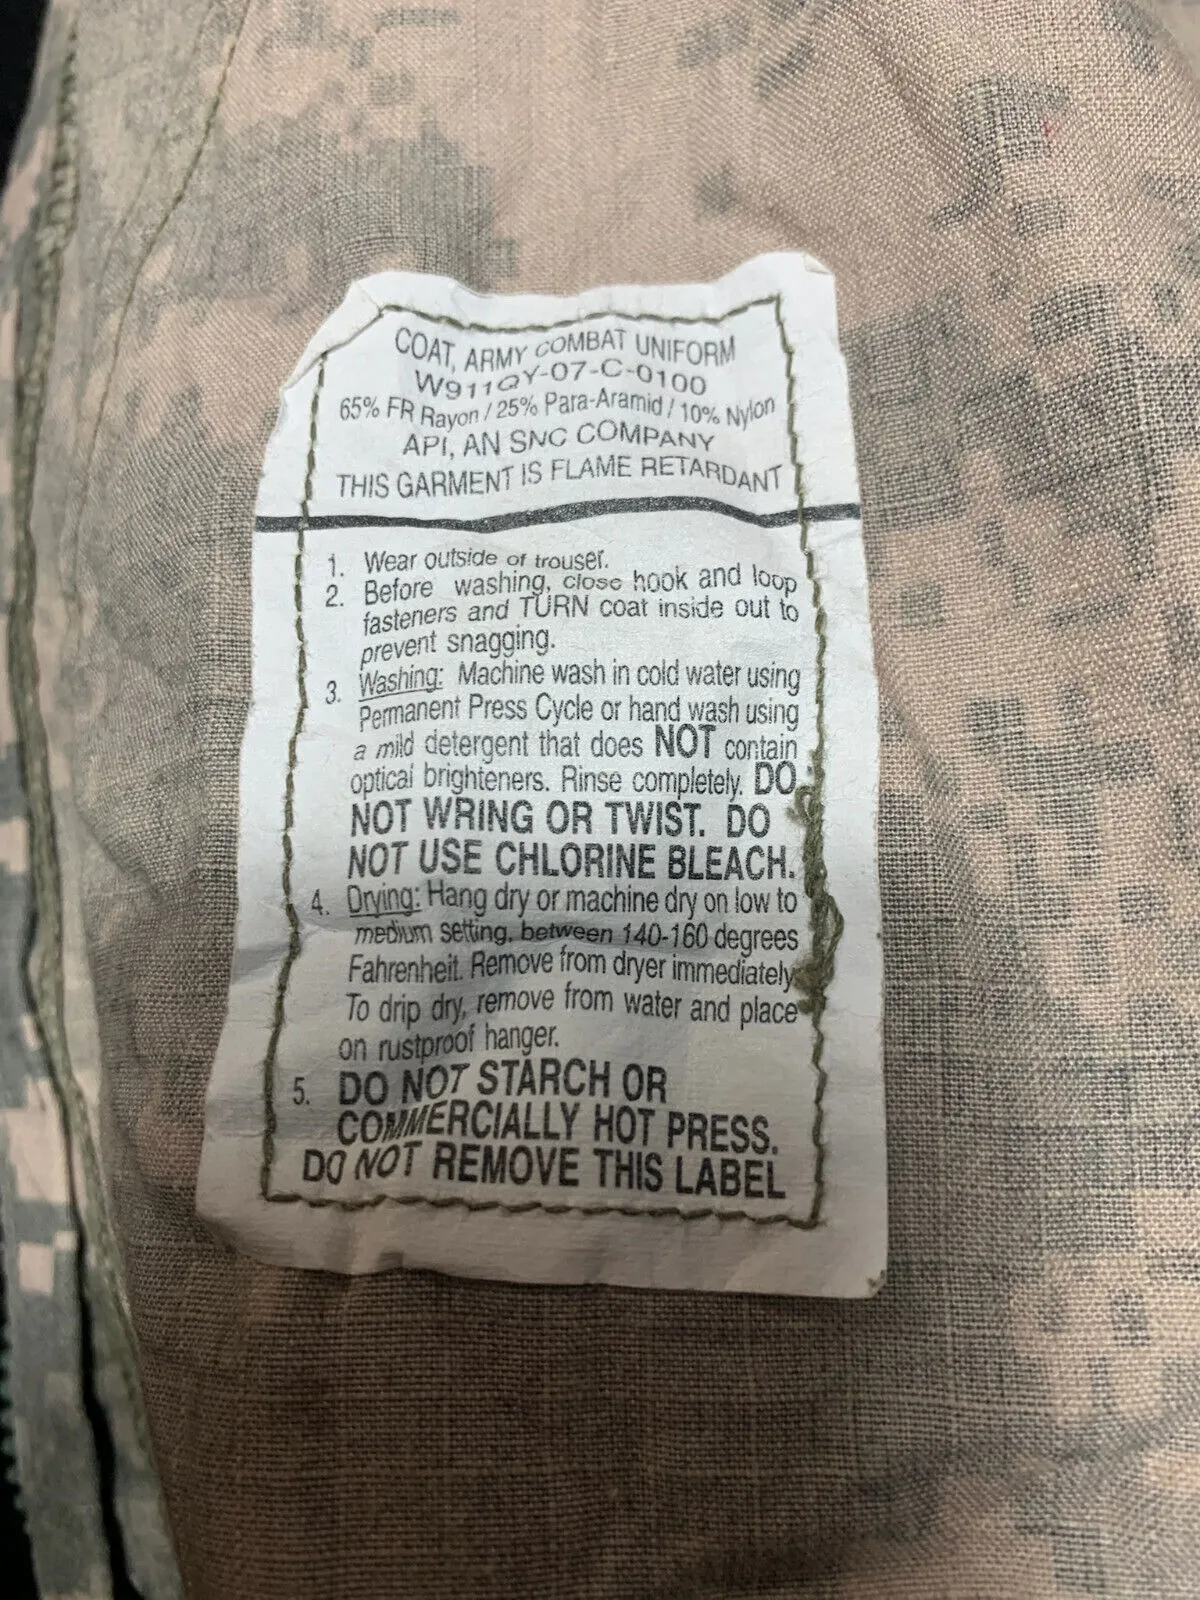 COAT, ARMY COMBAT UNIFORM
W911QY-07-C-0100
65% FR Rayon / 25% Para-Aramid / 10% Nylon
API, AN SNC COMPANY
THIS GARMENT IS FLAME RETARDANT
1. Wear outside of trouser.
2. Before washing, close hook and loop
fasteners and TURN coat inside out to
prevent snagging.
3. Washing: Machine wash in cold water using
Permanent Press Cycle or hand wash using
a mild detergent that does NOT contain
optical brighteners. Rinse completely. DO
NOT WRING OR TWIST. DO
NOT USE CHLORINE BLEACH.
4. Drying: Hang dry or machine dry on low to
medium setting, between 140-160 degrees
Fahrenheit. Remove from dryer immediately.
To drip dry, remove from water and place
on rustproof hanger.
5. DO NOT STARCH OR
COMMERCIALLY HOT PRESS.
DO NOT REMOVE THIS LABEL